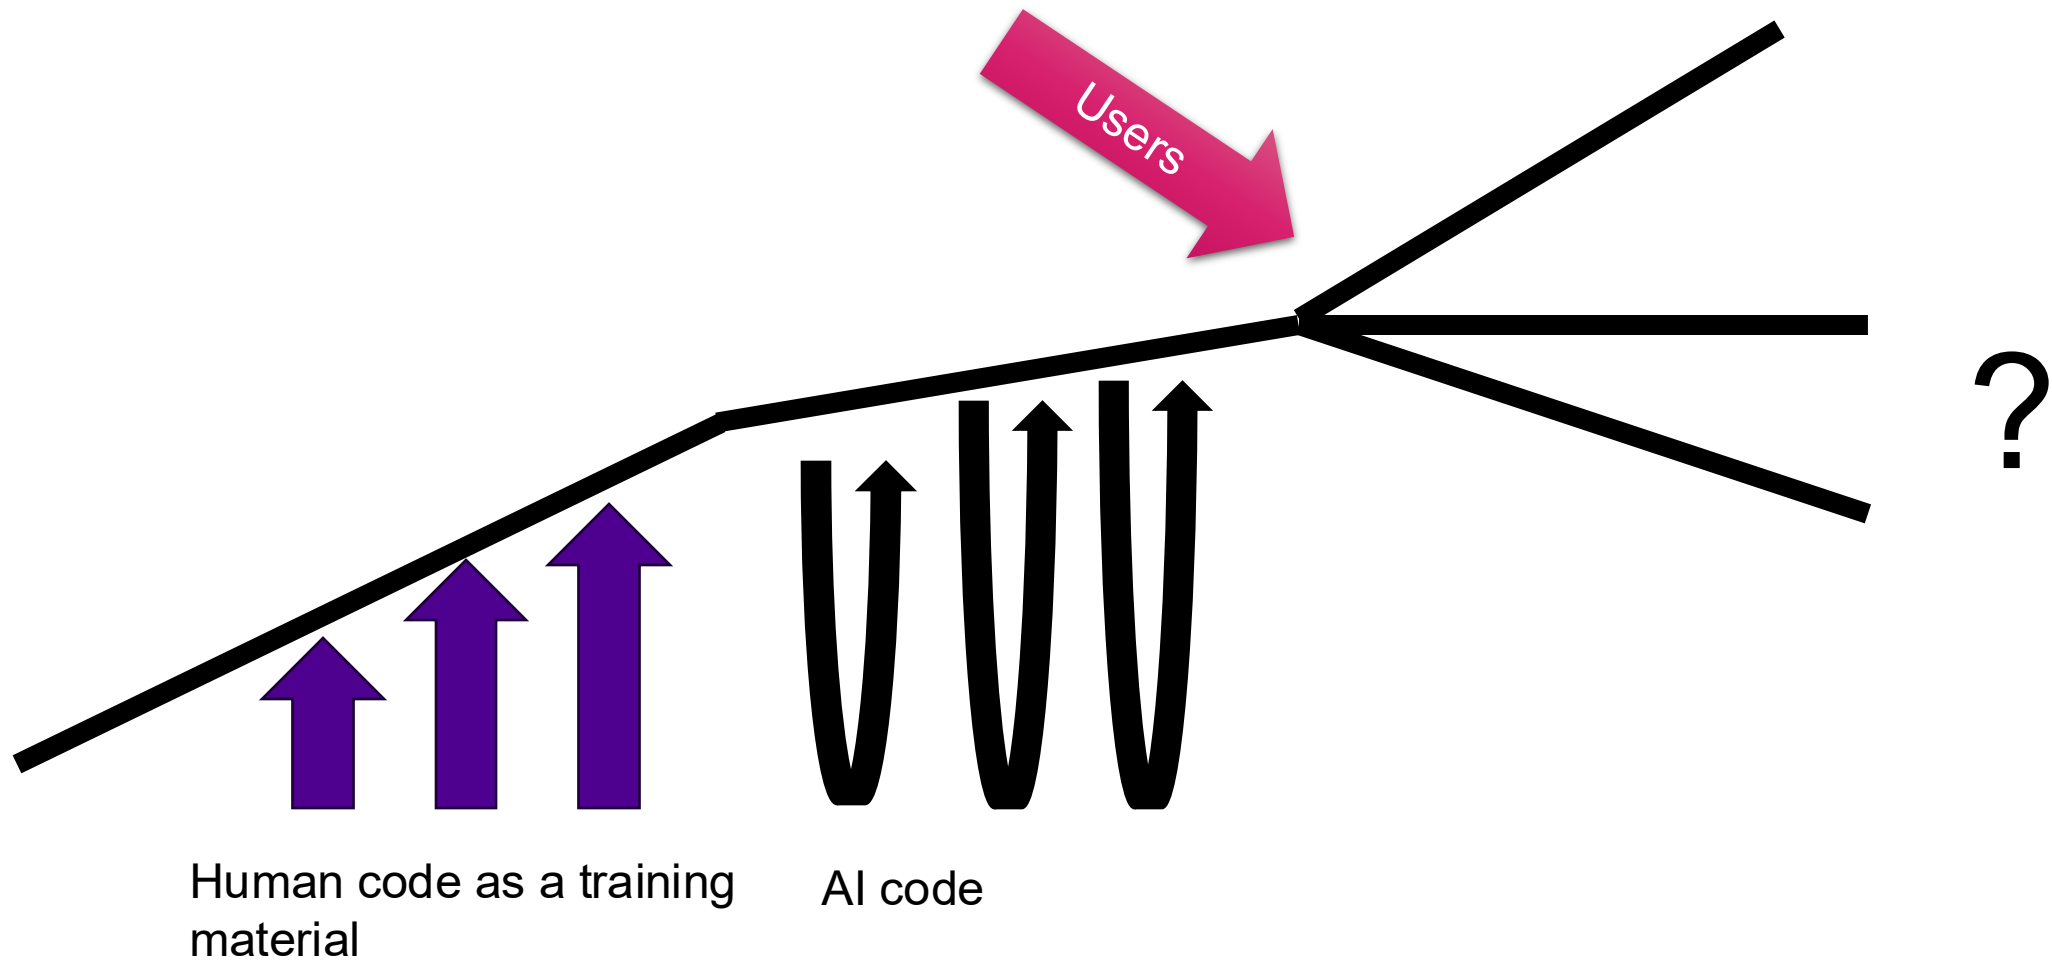 Users
?
Human code as a training
material
AI code